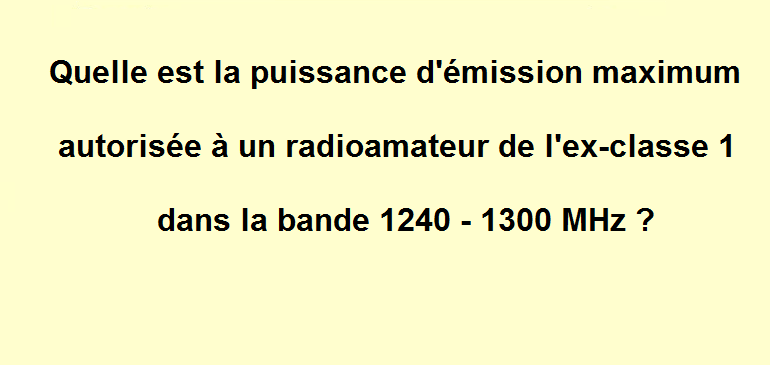 Quelle est la puissance d'émission maximum
autorisée à un radioamateur de l'ex-classe 1
dans la bande 1240 - 1300 MHz ?